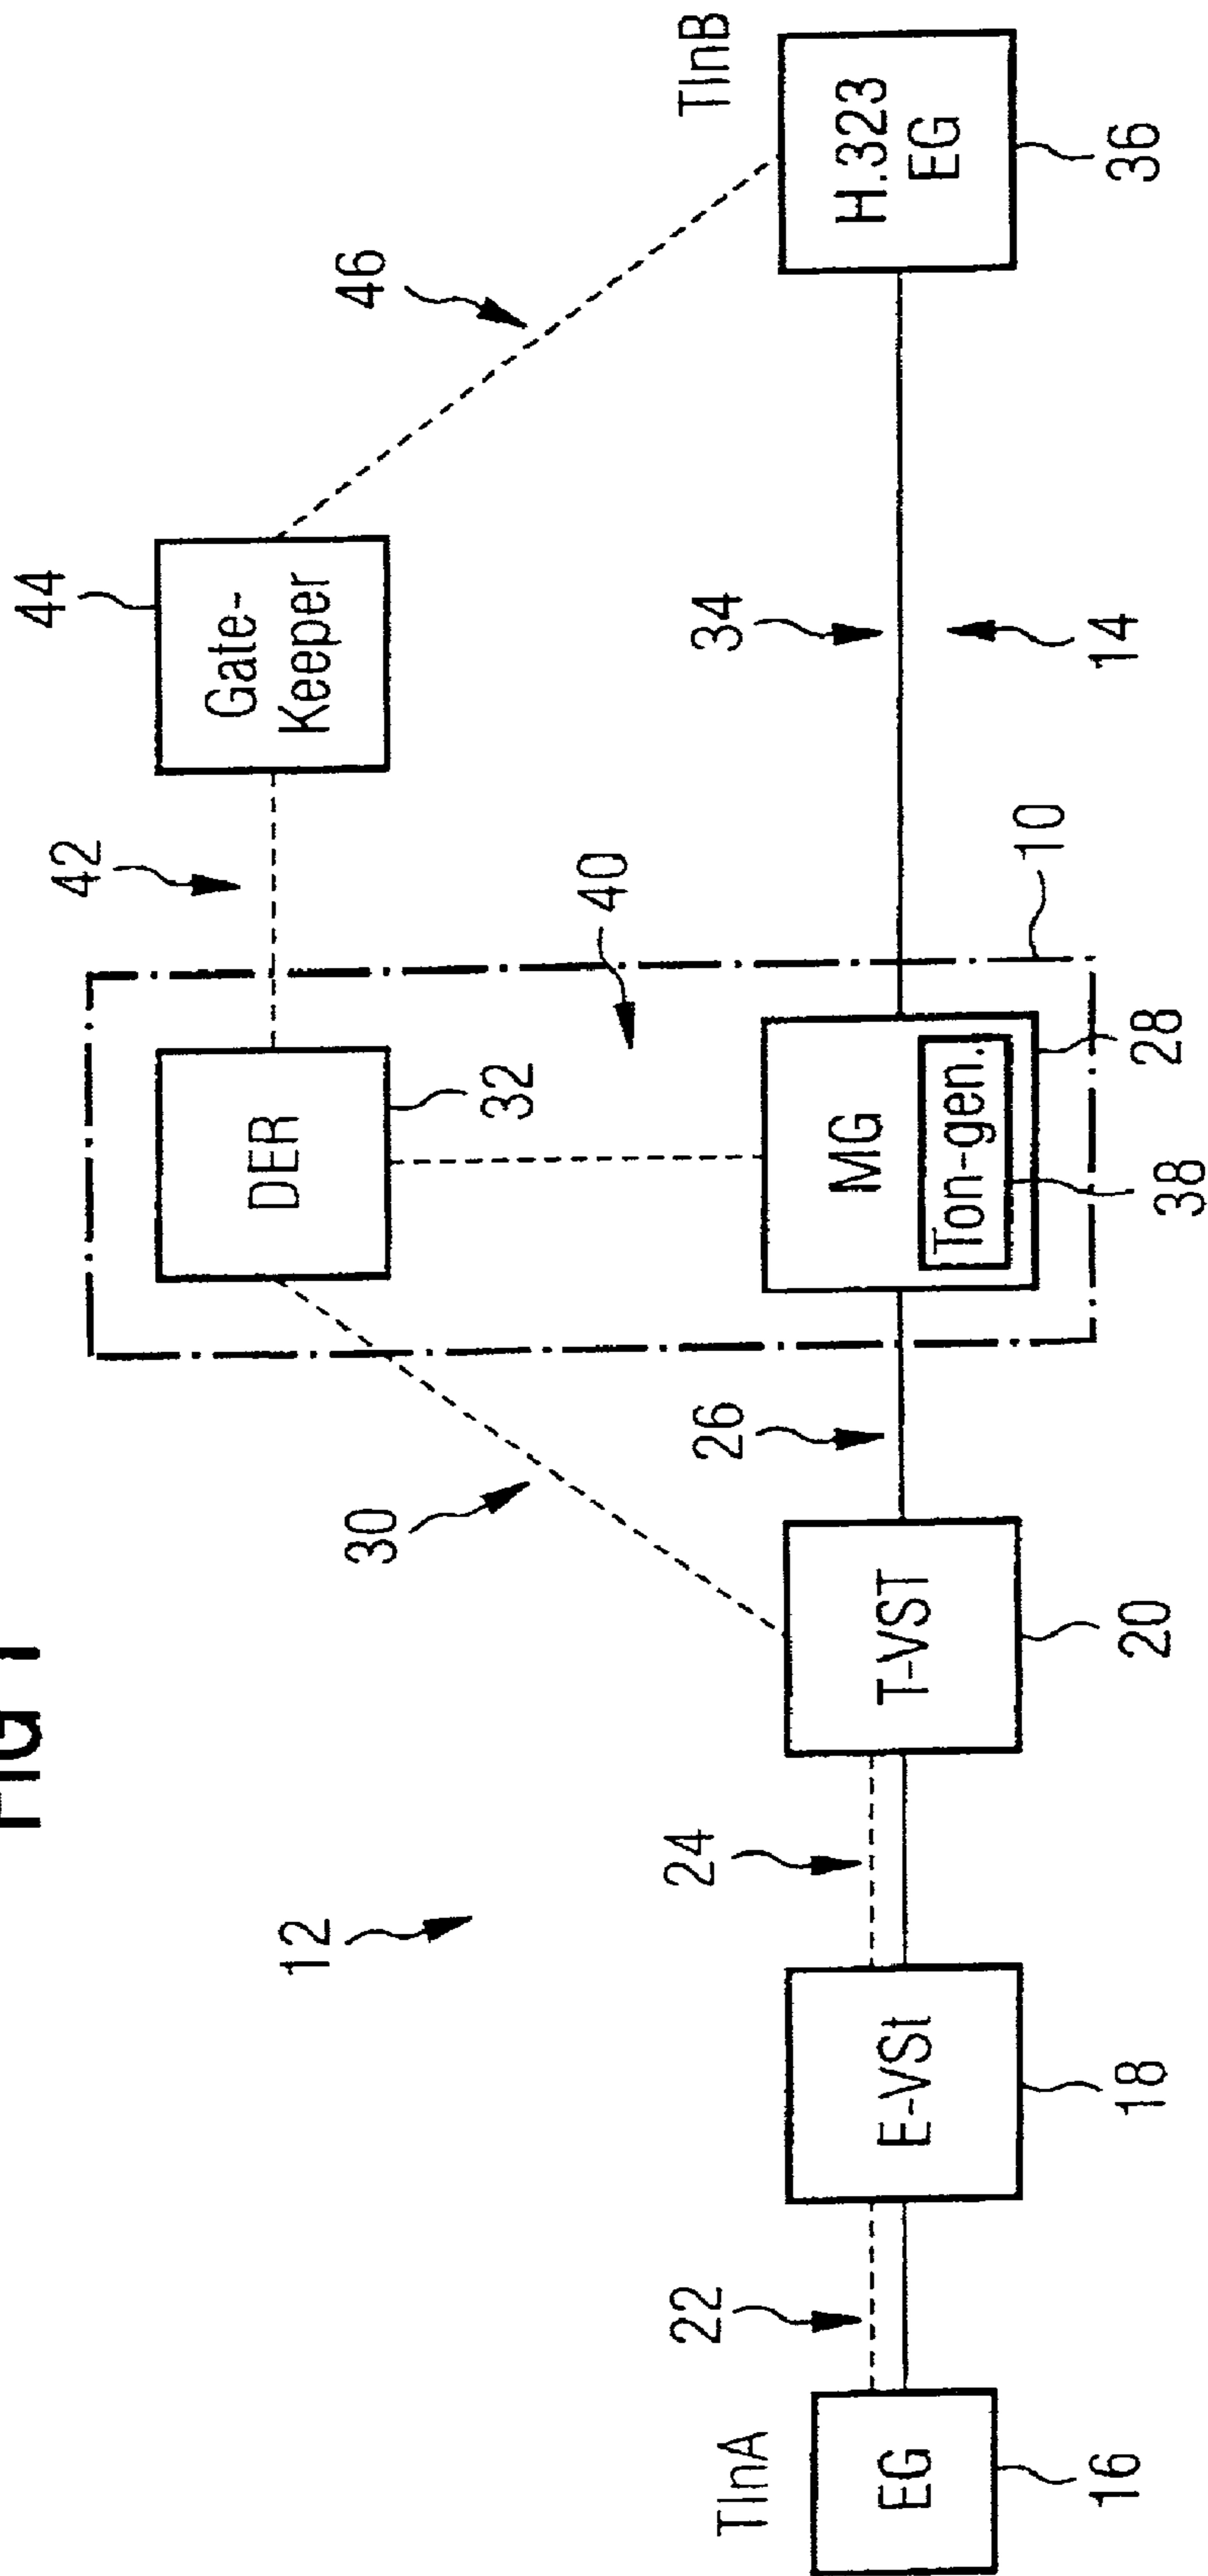 FIG 1
44
Gate-
Keeper
42
46
DER
32
40
30
12
TlnA
EG
16
22
E-VSt
18
24
T-VST
20
26
MG
Ton-gen.
28
38
10
34
14
TlnB
H.323
EG
36